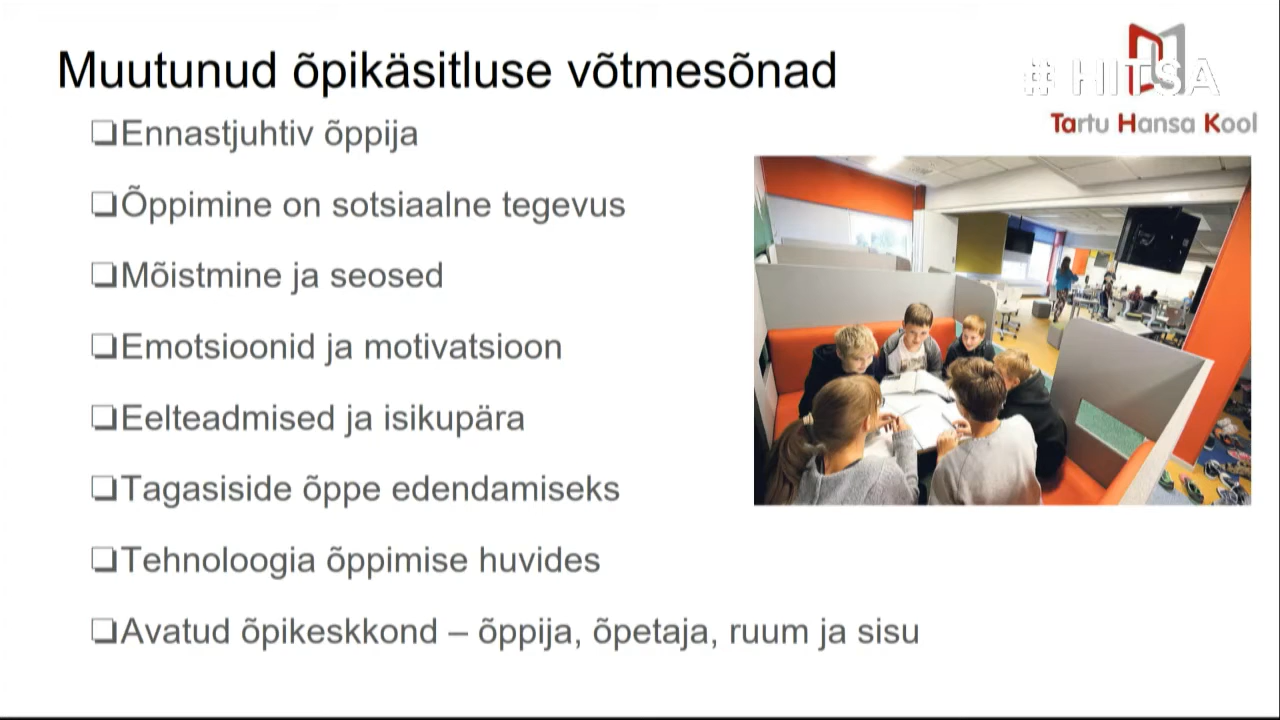 Muutunud õpikäsitluse võtmesõnad
# HITSA
Tartu Hansa Kool
❏Ennastjuhtiv õppija
❏Õppimine on sotsiaalne tegevus
❏Mõistmine ja seosed
❏Emotsioonid ja motivatsioon
❏Eelteadmised ja isikupära
❏Tagasiside õppe edendamiseks
❏Tehnoloogia õppimise huvides
❏Avatud õpikeskkond – õppija, õpetaja, ruum ja sisu